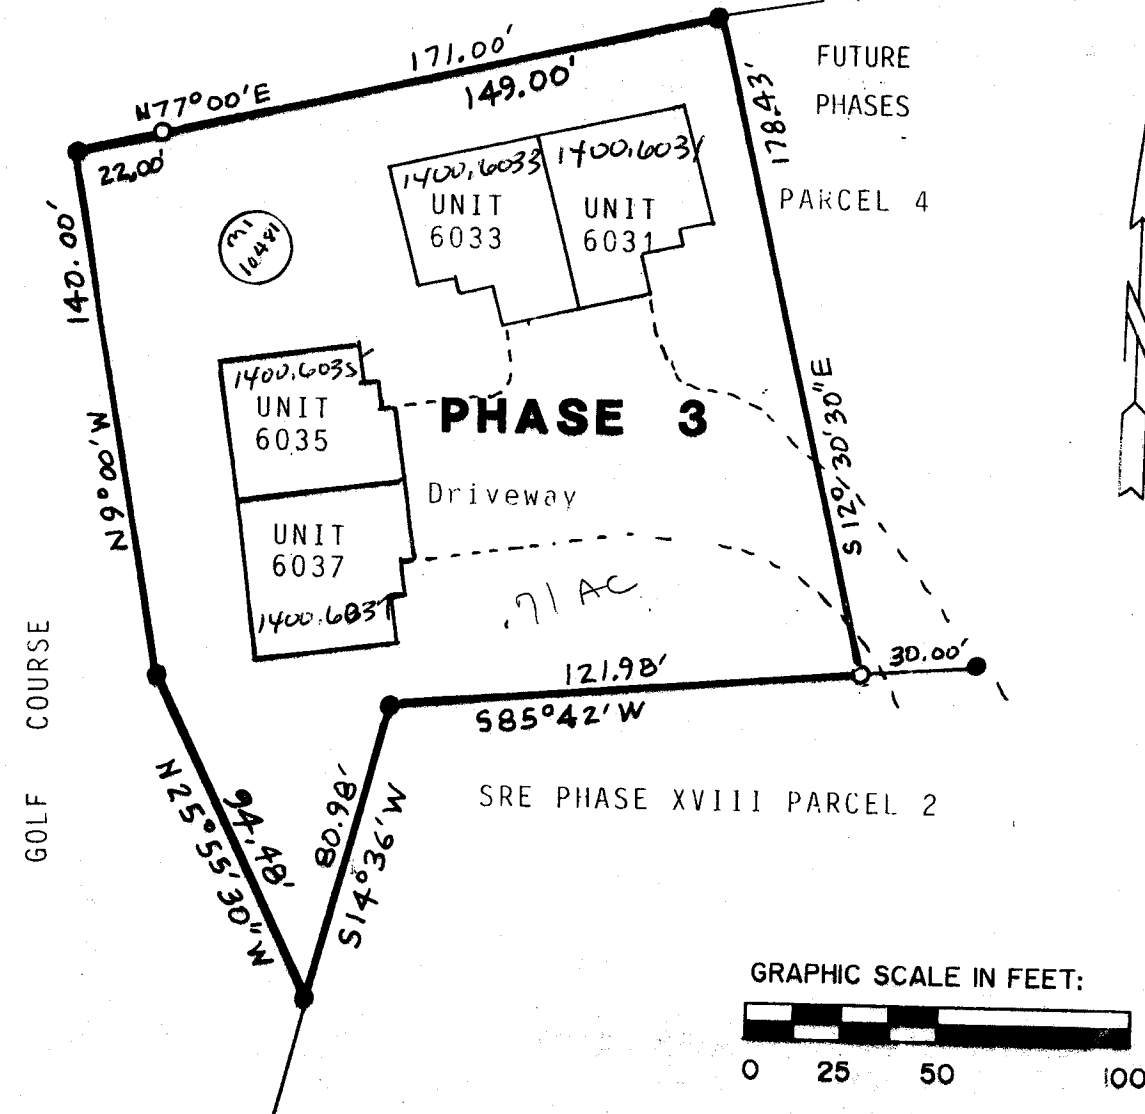 171.00'
N77°00'E
149.00'
22.00'
178.43'
FUTURE
PHASES
PARCEL 4
140.00'
1400.6033
UNIT
6033
1400.6031
UNIT
6031
10481
1400.6035
UNIT
6035
PHASE 3
S12°30'30"E
N9°00'W
Driveway
UNIT
6037
1400.6037
.71 AC
GOLF COURSE
121.98'
30.00'
S85°42'W
N25°55'30"W
94.48'
80.98'
S14°36'W
SRE PHASE XVIII PARCEL 2
GRAPHIC SCALE IN FEET:
0 25 50 100